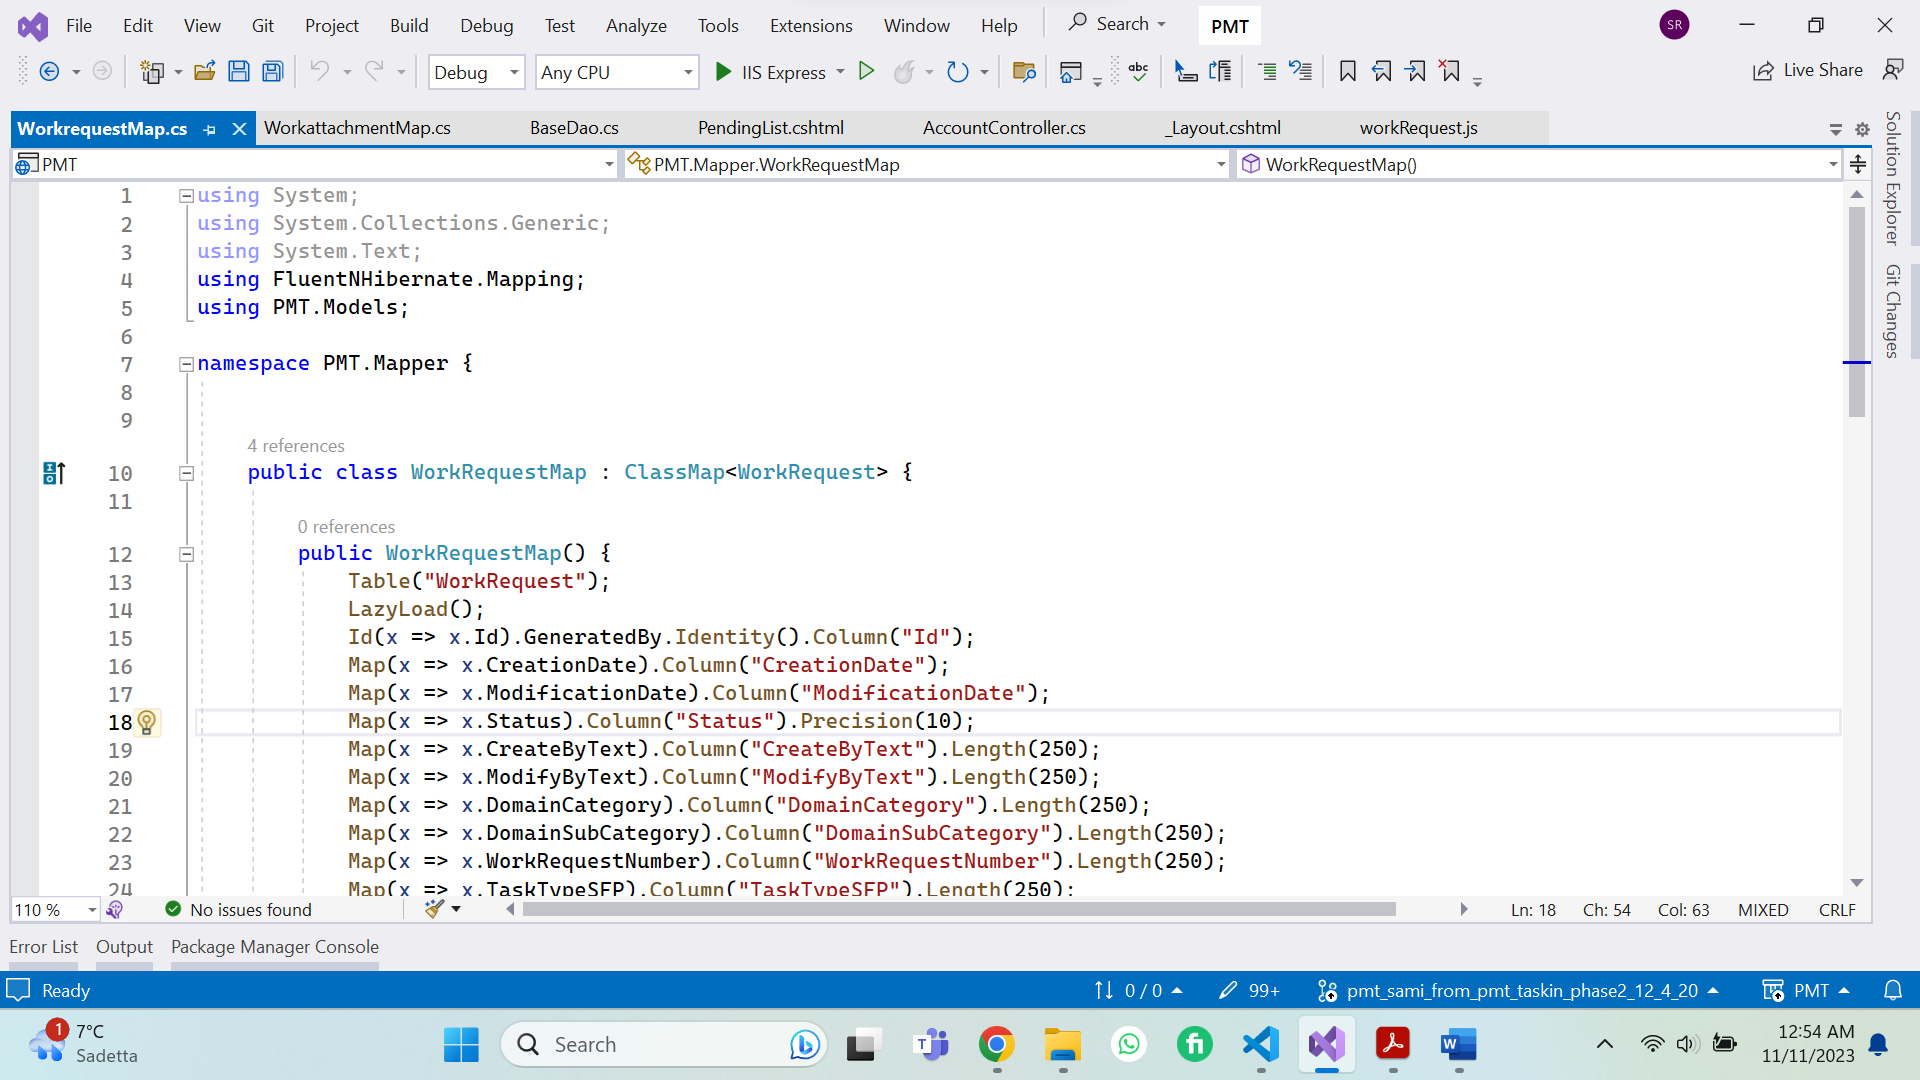 File Edit View Git Project Build Debug Test Analyze Tools Extensions Window Help Search PMT SR
Debug Any CPU IIS Express abc Live Share
WorkrequestMap.cs WorkattachmentMap.cs BaseDao.cs PendingList.cshtml AccountController.cs _Layout.cshtml workRequest.js
PMT PMT.Mapper.WorkRequestMap WorkRequestMap()
Solution Explorer
Git Changes
1 using System;
2 using System.Collections.Generic;
3 using System.Text;
4 using FluentNHibernate.Mapping;
5 using PMT.Models;
6
7 namespace PMT.Mapper {
8
9
4 references
10 public class WorkRequestMap : ClassMap<WorkRequest> {
11
0 references
12 public WorkRequestMap() {
13 Table("WorkRequest");
14 LazyLoad();
15 Id(x => x.Id).GeneratedBy.Identity().Column("Id");
16 Map(x => x.CreationDate).Column("CreationDate");
17 Map(x => x.ModificationDate).Column("ModificationDate");
18 Map(x => x.Status).Column("Status").Precision(10);
19 Map(x => x.CreateByText).Column("CreateByText").Length(250);
20 Map(x => x.ModifyByText).Column("ModifyByText").Length(250);
21 Map(x => x.DomainCategory).Column("DomainCategory").Length(250);
22 Map(x => x.DomainSubCategory).Column("DomainSubCategory").Length(250);
23 Map(x => x.WorkRequestNumber).Column("WorkRequestNumber").Length(250);
24 Map(x => x.TaskTypeSFP).Column("TaskTypeSFP").Length(250);
110 % No issues found Ln: 18 Ch: 54 Col: 63 MIXED CRLF
Error List Output Package Manager Console
Ready 0 / 0 99+ pmt_sami_from_pmt_taskin_phase2_12_4_20 PMT
1 7°C Search 12:54 AM
Sadetta 11/11/2023